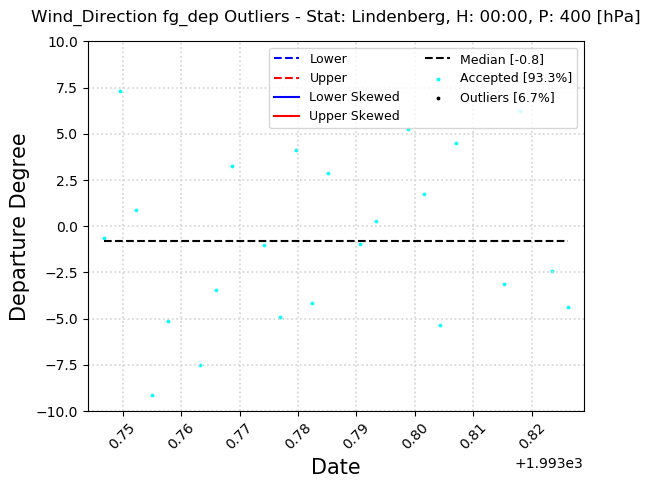 Wind_Direction fg_dep Outliers - Stat: Lindenberg, H: 00:00, P: 400 [hPa]
10.0
7.5
5.0
2.5
0.0
−2.5
−5.0
−7.5
−10.0
Departure Degree
Lower
Upper
Lower Skewed
Upper Skewed
Median [-0.8]
Accepted [93.3%]
Outliers [6.7%]
0.75
0.76
0.77
0.78
0.79
0.80
0.81
0.82
+1.993e3
Date